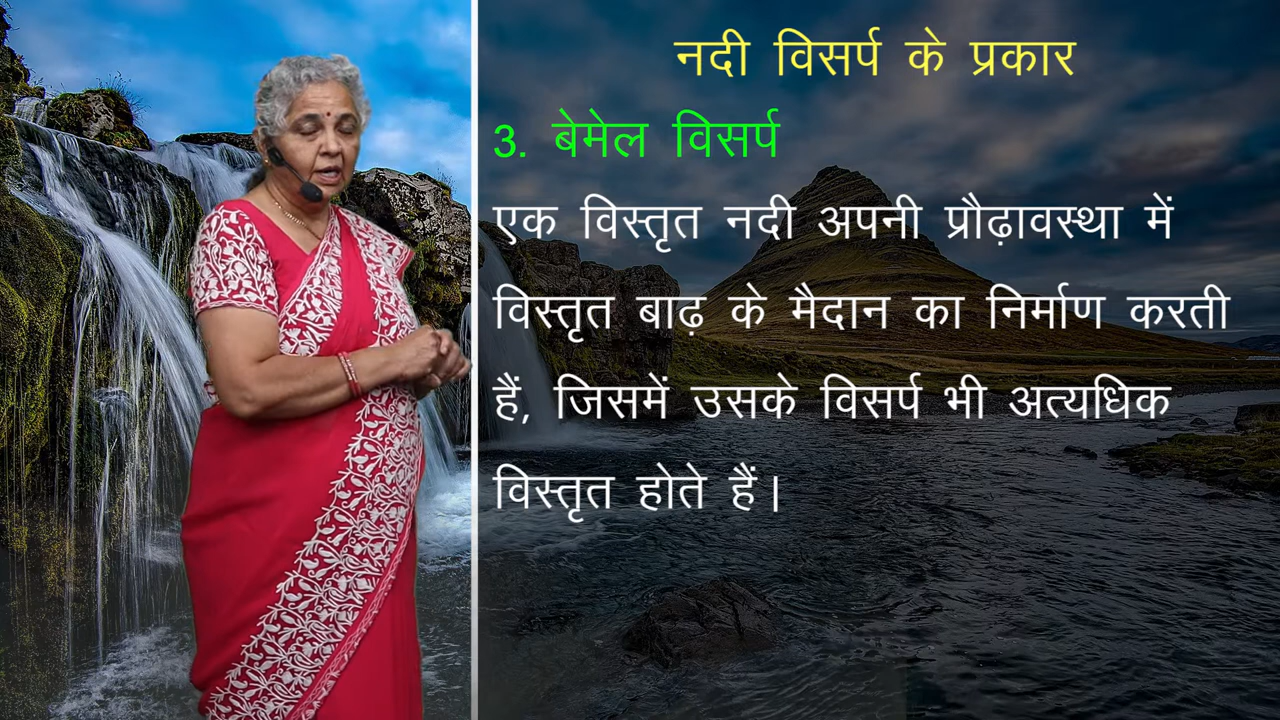 नदी विसर्प के प्रकार
3. बेमेल विसर्प
एक विस्तृत नदी अपनी प्रौढ़ावस्था में
विस्तृत बाढ़ के मैदान का निर्माण करती
हैं, जिसमें उसके विसर्प भी अत्यधिक
विस्तृत होते हैं।